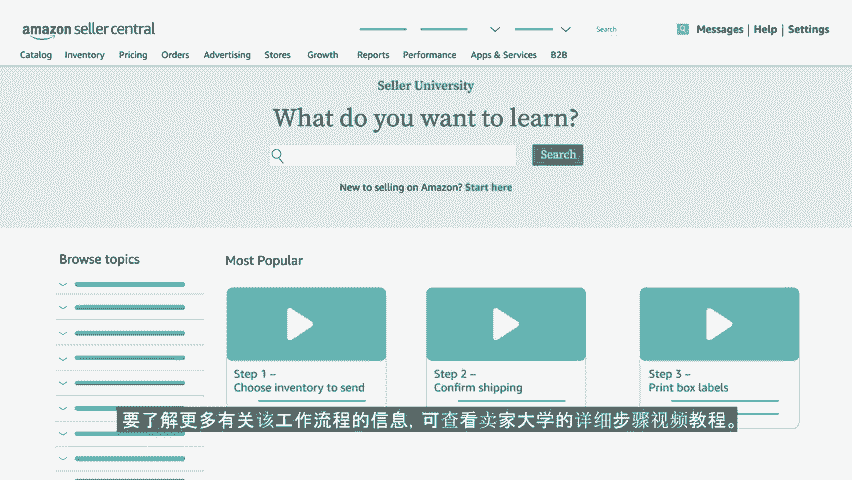 amazon seller central
Search
Messages | Help | Settings
Catalog Inventory Pricing Orders Advertising Stores Growth Reports Performance Apps & Services B2B
Seller University
What do you want to learn?
Search
New to selling on Amazon? Start here
Browse topics
Most Popular
Step 1 –
Choose inventory to send
Step 2 –
Confirm shipping
Step 3 –
Print box labels
要了解更多有关该工作流程的信息, 可查看卖家大学的详细步骤视频教程。